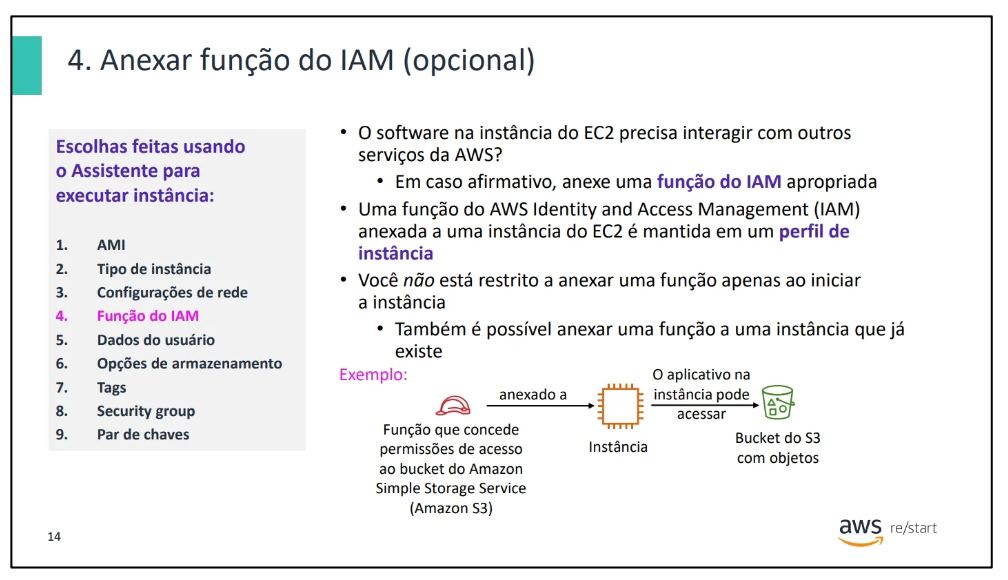 4. Anexar função do IAM (opcional)
Escolhas feitas usando
o Assistente para
executar instância:
1. AMI
2. Tipo de instância
3. Configurações de rede
4. Função do IAM
5. Dados do usuário
6. Opções de armazenamento
7. Tags
8. Security group
9. Par de chaves
• O software na instância do EC2 precisa interagir com outros
serviços da AWS?
• Em caso afirmativo, anexe uma função do IAM apropriada
• Uma função do AWS Identity and Access Management (IAM)
anexada a uma instância do EC2 é mantida em um perfil de
instância
• Você não está restrito a anexar uma função apenas ao iniciar
a instância
• Também é possível anexar uma função a uma instância que já
existe
Exemplo:
Função que concede
permissões de acesso
ao bucket do Amazon
Simple Storage Service
(Amazon S3)
anexado a
Instância
O aplicativo na
instância pode
acessar
Bucket do S3
com objetos
14
aws re/start